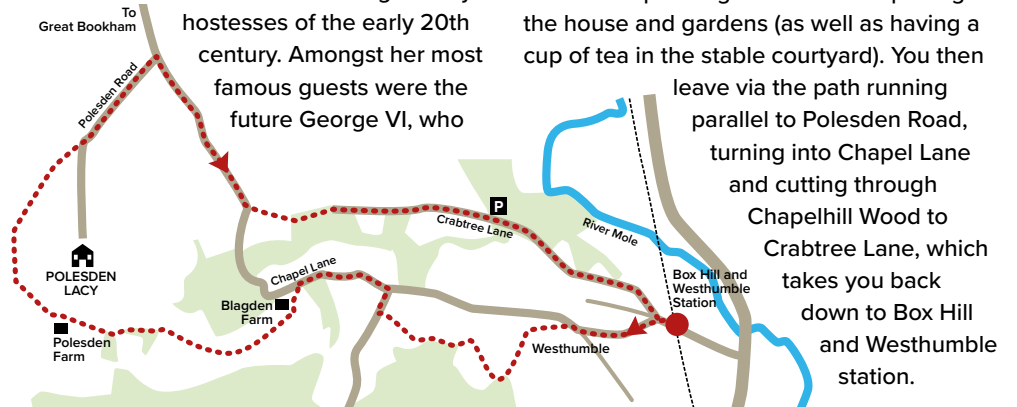 hostesses of the early 20th
century. Amongst her most
famous guests were the
future George VI, who
the house and gardens (as well as having a
cup of tea in the stable courtyard). You then
leave via the path running
parallel to Polesden Road,
turning into Chapel Lane
and cutting through
Chapelhill Wood to
Crabtree Lane, which
takes you back
down to Box Hill
and Westhumble
station.
To
Great Bookham
Polesden Road
P
Crabtree Lane
River Mole
POLESDEN
LACY
Chapel Lane
Box Hill and
Westhumble
Station
Blagden
Farm
Polesden
Farm
Westhumble